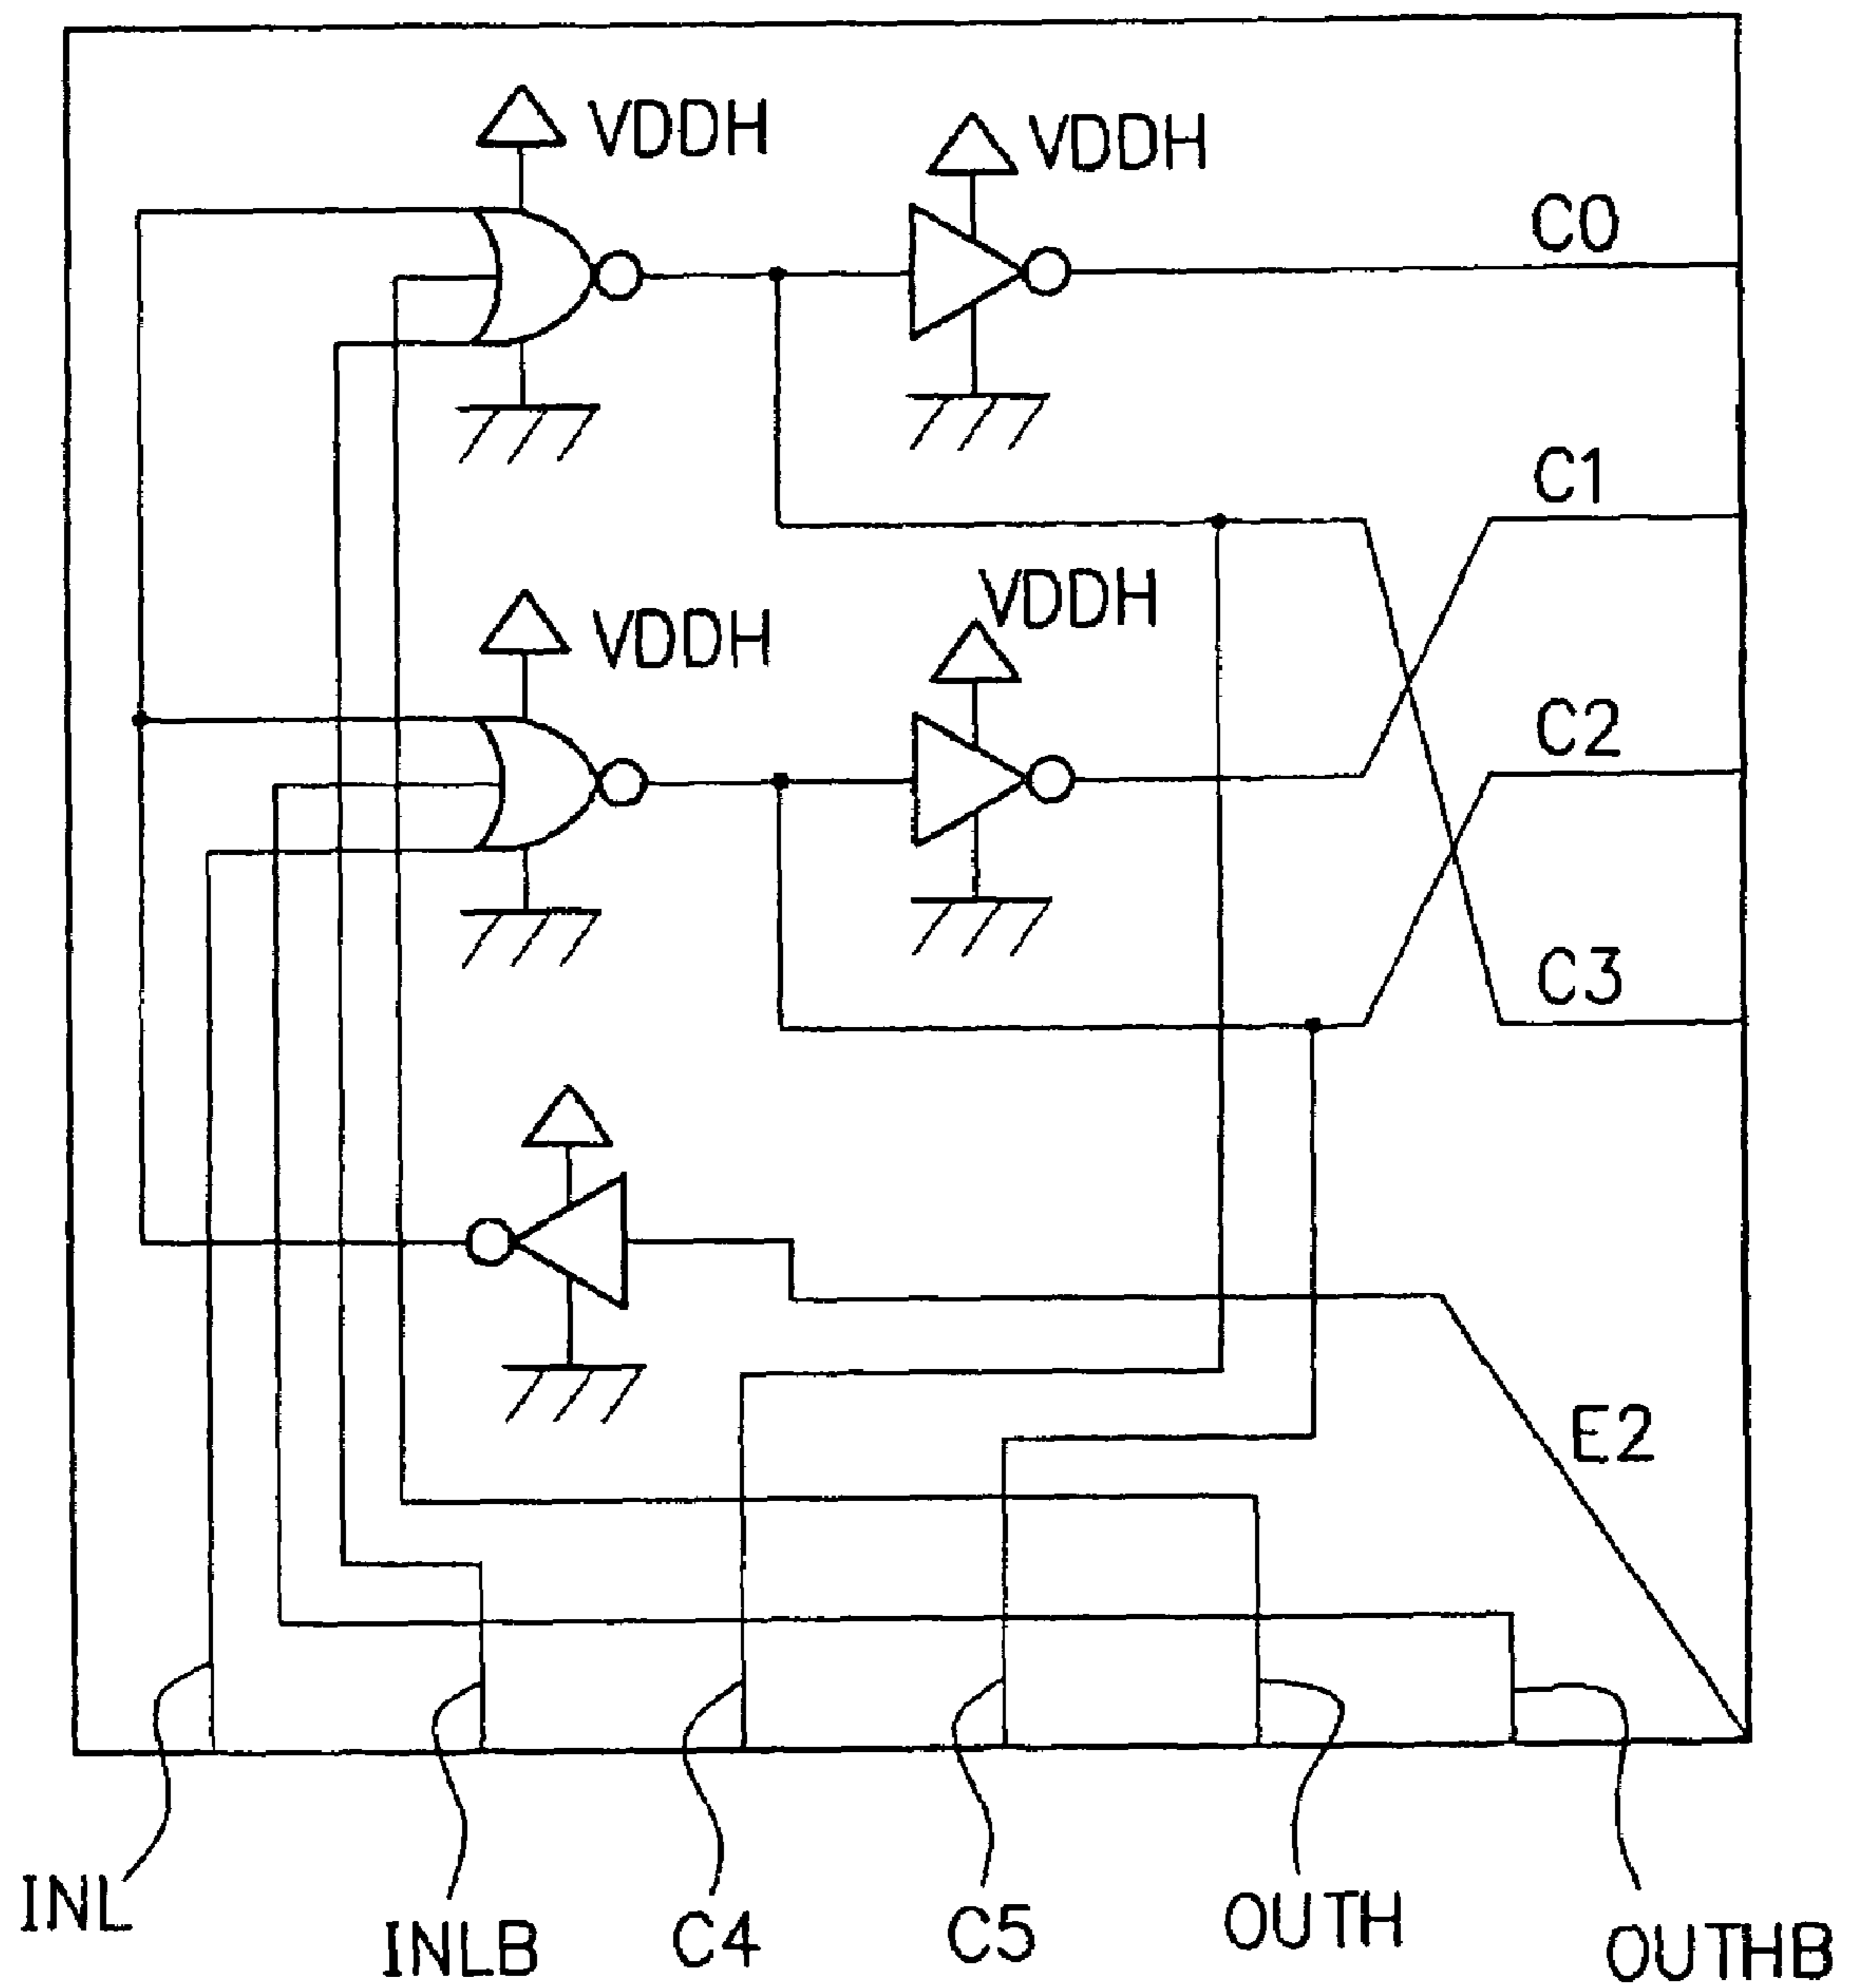 VDDH
VDDH
C0
C1
VDDH
VDDH
C2
C3
E2
INL
INLB
C4
C5
OUTH
OUTHB